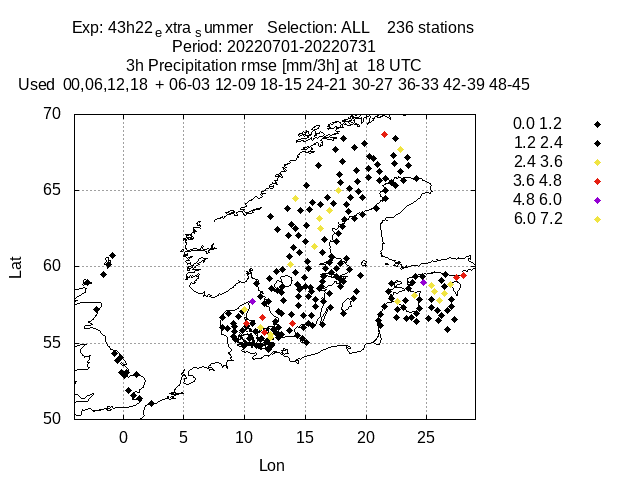 Exp: 43h22e xtra s ummer Selection: ALL 236 stations
Period: 20220701-20220731
3h Precipitation rmse [mm/3h] at 18 UTC
Used 00,06,12,18 + 06-03 12-09 18-15 24-21 30-27 36-33 42-39 48-45
70
65
60
55
50
Lat
0 5 10 15 20 25
Lon
0.0 1.2
1.2 2.4
2.4 3.6
3.6 4.8
4.8 6.0
6.0 7.2